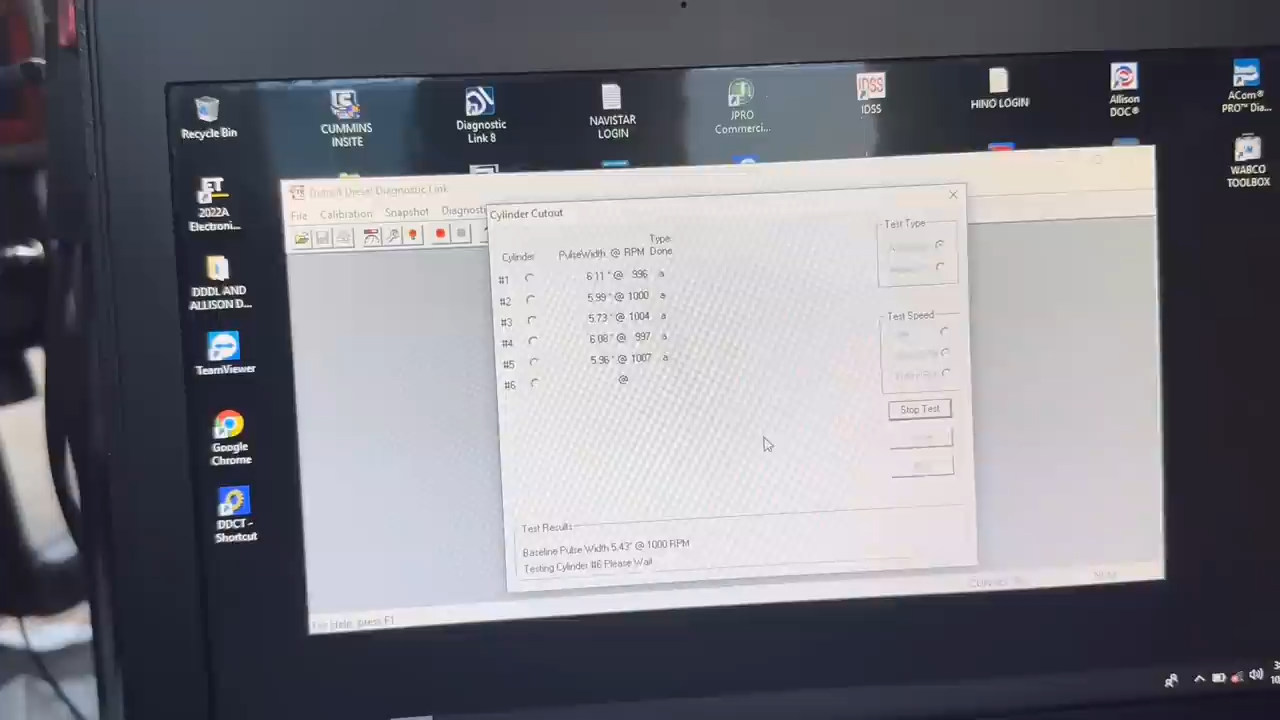 Recycle Bin
CUMMINS
INSITE
Diagnostic
Link 8
NAVISTAR
LOGIN
JPRO
Commerci...
IDSS
IDSS
HINO LOGIN
Allison
DOC®
ACom®
PRO™ Dia...
WABCO
TOOLBOX
ET
2022A
Electroni...
DDDL AND
ALLISON D...
TeamViewer
Google
Chrome
DDCT -
Shortcut
Detroit Diesel Diagnostic Link
File Calibration Snapshot Diagnosti
Cylinder Cutout
Type
Cylinder PulseWidth @ RPM Done
#1 6.11 ° @ 996 a
#2 5.99 ° @ 1000 a
#3 5.73 ° @ 1004 a
#4 6.08 ° @ 997 a
#5 5.96 ° @ 1007 a
#6 @
Test Type
Test Speed
Stop Test
Test Results
Baseline Pulse Width 5.43° @ 1000 RPM
Testing Cylinder #6 Please Wait
For Help, press F1
NUM